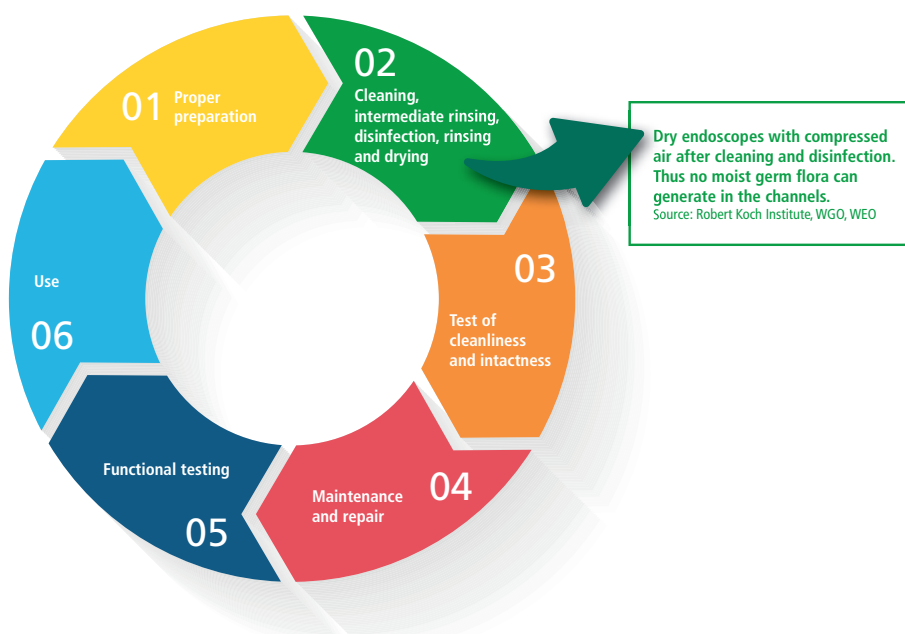 01
Proper
preparation
02
Cleaning,
intermediate rinsing,
disinfection, rinsing
and drying
Dry endoscopes with compressed
air after cleaning and disinfection.
Thus no moist germ flora can
generate in the channels.
Source: Robert Koch Institute, WGO, WEO
03
Test of
cleanliness
and intactness
04
Maintenance
and repair
05
Functional testing
06
Use